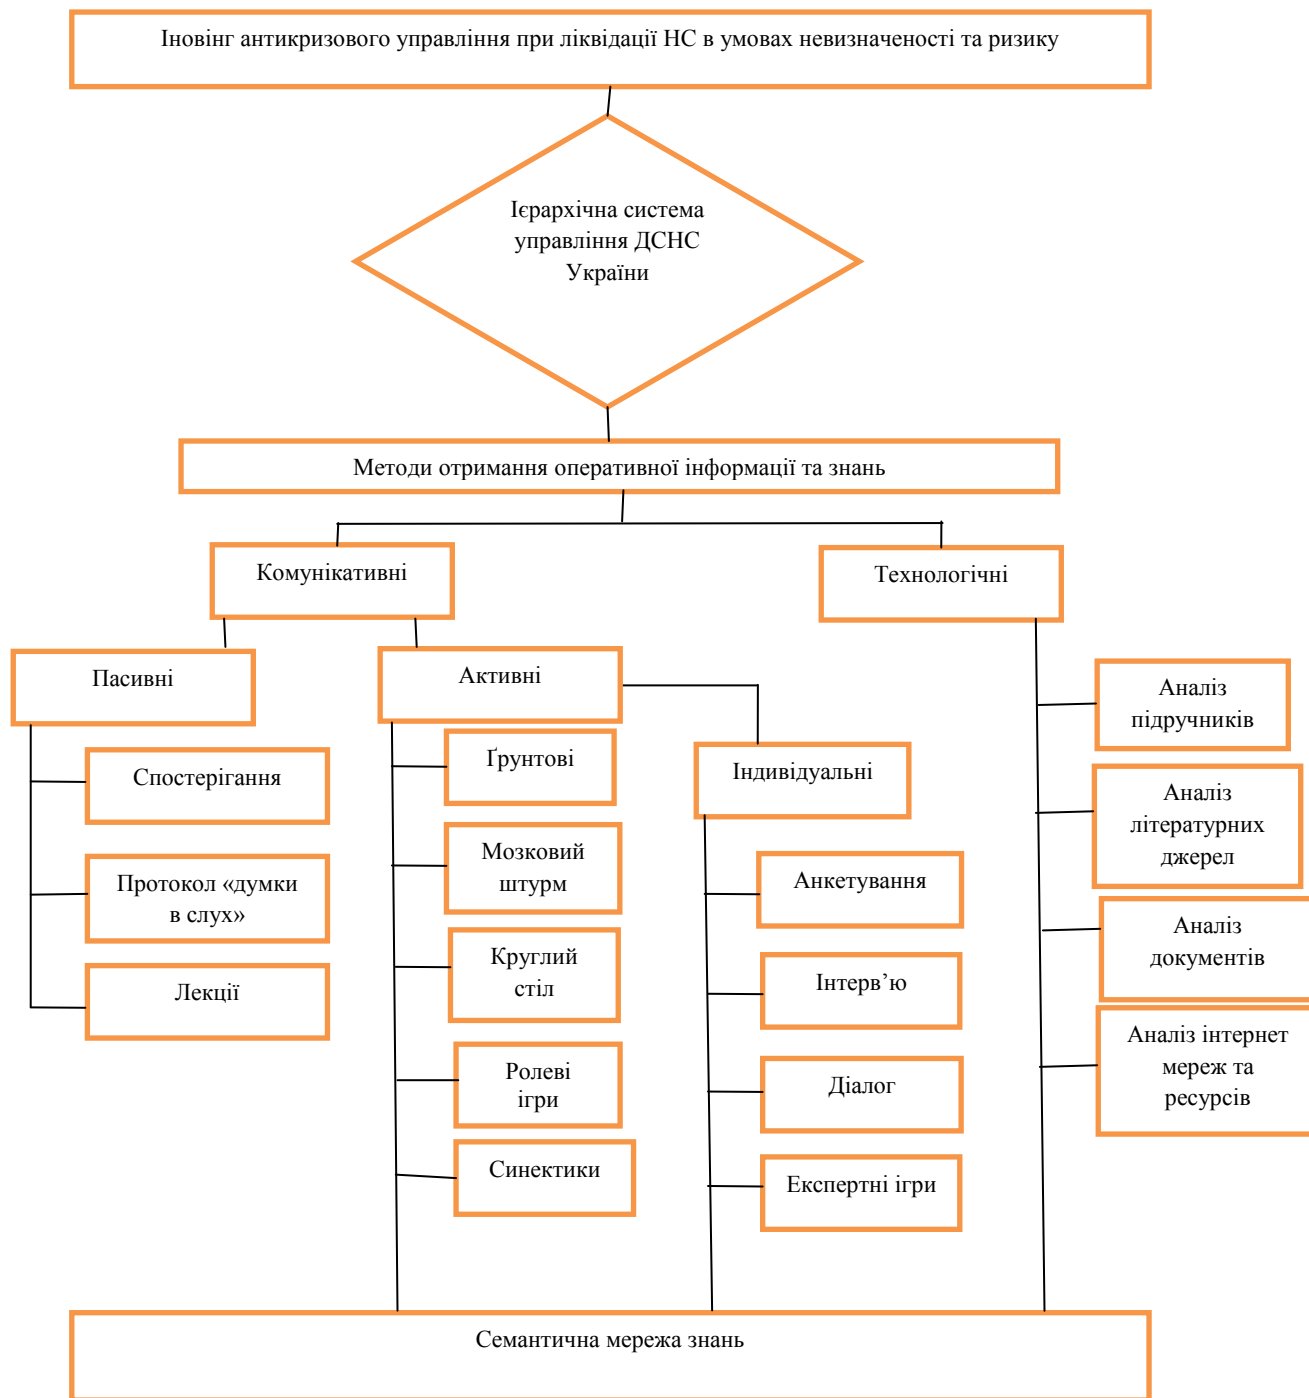 Іновінг антикризового управління при ліквідації НС в умовах невизначеності та ризику
Ієрархічна система
управління ДСНС
України
Методи отримання оперативної інформації та знань
Комунікативні
Технологічні
Пасивні
Активні
Спостерігання
Протокол «думки
в слух»
Лекції
Ґрунтові
Мозковий
штурм
Круглий
стіл
Ролеві
ігри
Синектики
Індивідуальні
Анкетування
Інтерв’ю
Діалог
Експертні ігри
Аналіз
підручників
Аналіз
літературних
джерел
Аналіз
документів
Аналіз інтернет
мереж та
ресурсів
Семантична мережа знань